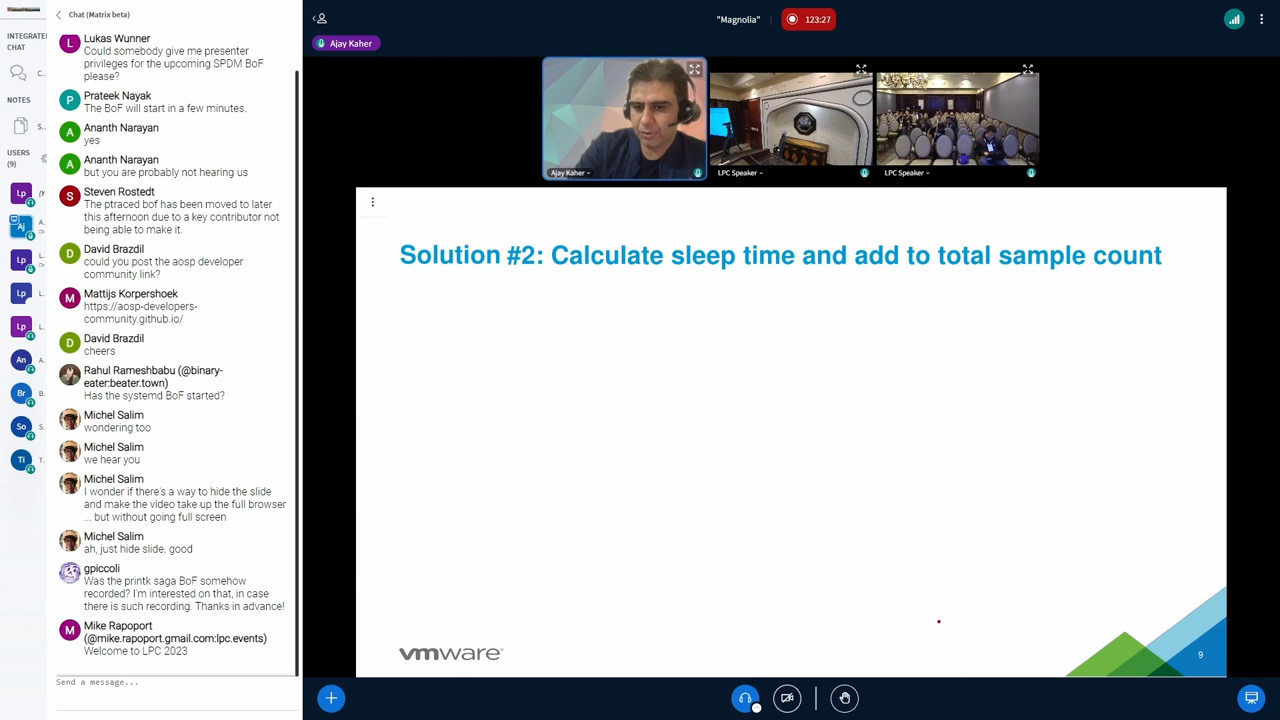 INTEGRATE
CHAT
C..
NOTES
S..
USERS
(9)
Lp
(M
Aj
A.
Lp
L.
Lp
L.
Lp
L.
An
A.
Br
B.
So
S.
Ti
T.
Chat (Matrix beta)
L
Lukas Wunner
Could somebody give me presenter
privileges for the upcoming SPDM BoF
please?
P
Prateek Nayak
The BoF will start in a few minutes.
A
Ananth Narayan
yes
A
Ananth Narayan
but you are probably not hearing us
S
Steven Rostedt
The ptraced bof has been moved to later
this afternoon due to a key contributor not
being able to make it.
D
David Brazdil
could you post the aosp developer
community link?
M
Mattijs Korpershoek
https://aosp-developers-
community.github.io/
D
David Brazdil
cheers
Rahul Rameshbabu (@binary-
eater:beater.town)
Has the systemd BoF started?
Michel Salim
wondering too
Michel Salim
we hear you
Michel Salim
I wonder if there's a way to hide the slide
and make the video take up the full browser
... but without going full screen
Michel Salim
ah, just hide slide. good
gpiccoli
Was the printk saga BoF somehow
recorded? I'm interested on that, in case
there is such recording. Thanks in advance!
M
Mike Rapoport
(@mike.rapoport.gmail.com:lpc.events)
Welcome to LPC 2023
Send a message...
"Magnolia"
123:27
Ajay Kaher
Ajay Kaher
LPC Speaker
LPC Speaker
Solution #2: Calculate sleep time and add to total sample count
vmware
9